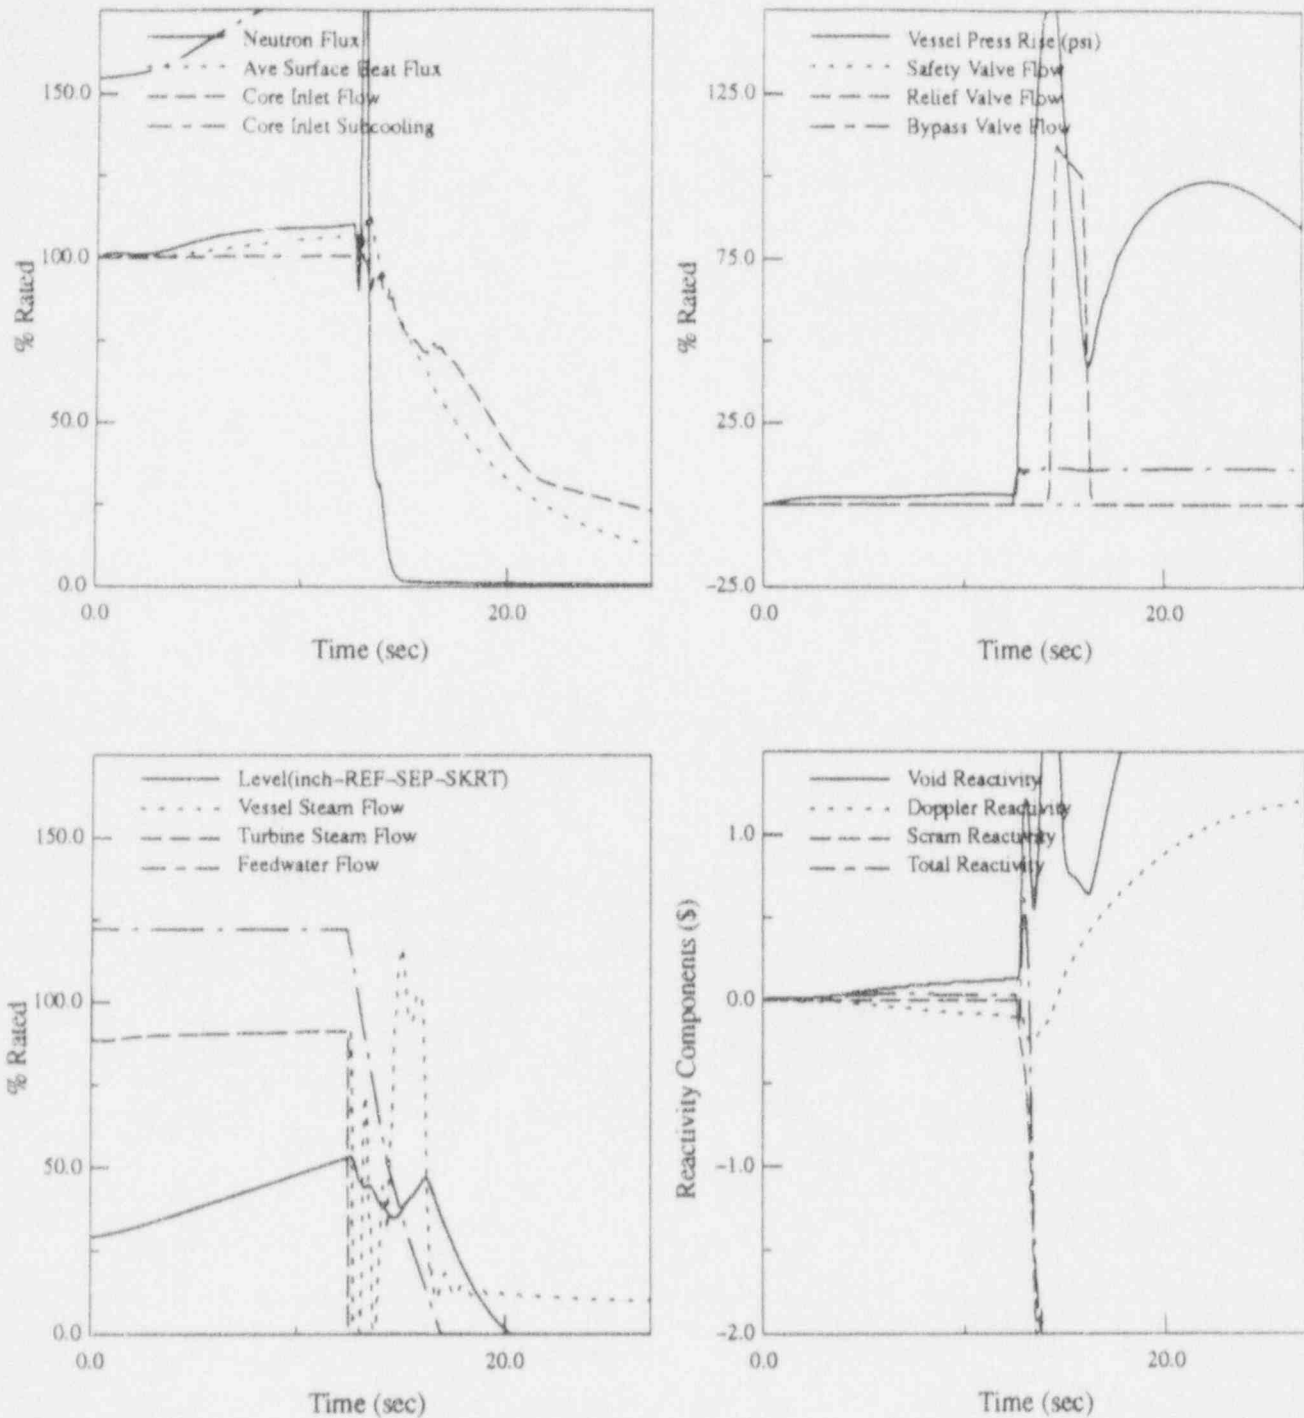 Neutron Flux
Ave Surface Heat Flux
Core Inlet Flow
Core Inlet Subcooling
150.0
100.0
50.0
0.0
% Rated
0.0
20.0
Time (sec)
Vessel Press Rise (psi)
Safety Valve Flow
Relief Valve Flow
Bypass Valve Flow
125.0
75.0
25.0
-25.0
% Rated
0.0
20.0
Time (sec)
Level(inch-REF-SEP-SKRT)
Vessel Steam Flow
Turbine Steam Flow
Feedwater Flow
150.0
100.0
50.0
0.0
% Rated
0.0
20.0
Time (sec)
Void Reactivity
Doppler Reactivity
Scram Reactivity
Total Reactivity
1.0
0.0
-1.0
-2.0
Reactivity Components ($)
0.0
20.0
Time (sec)